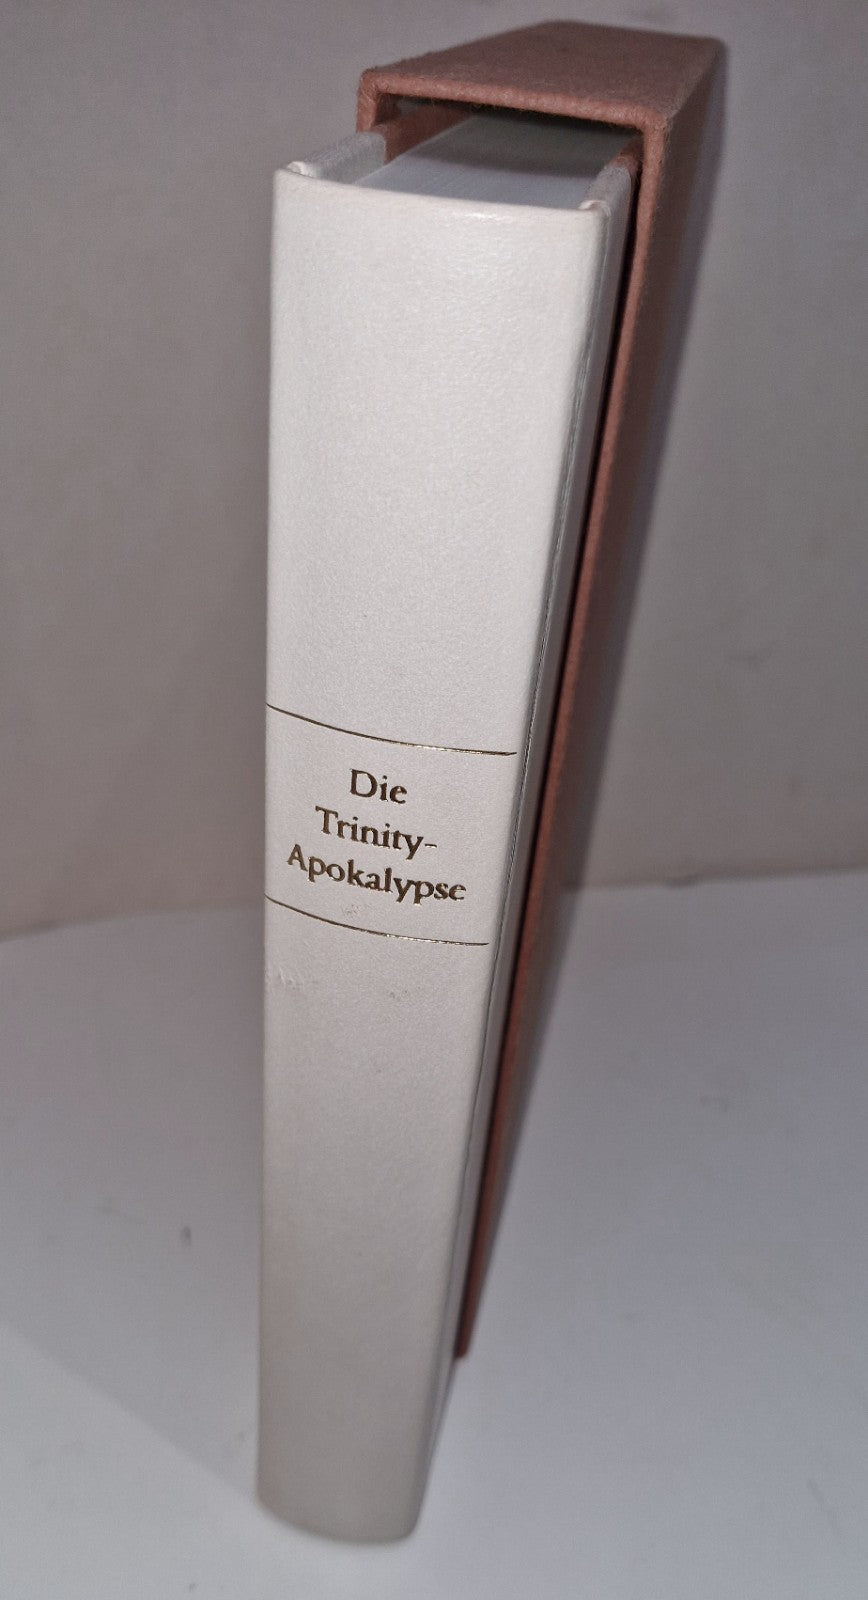 Die
Trinity-
Apokalypse